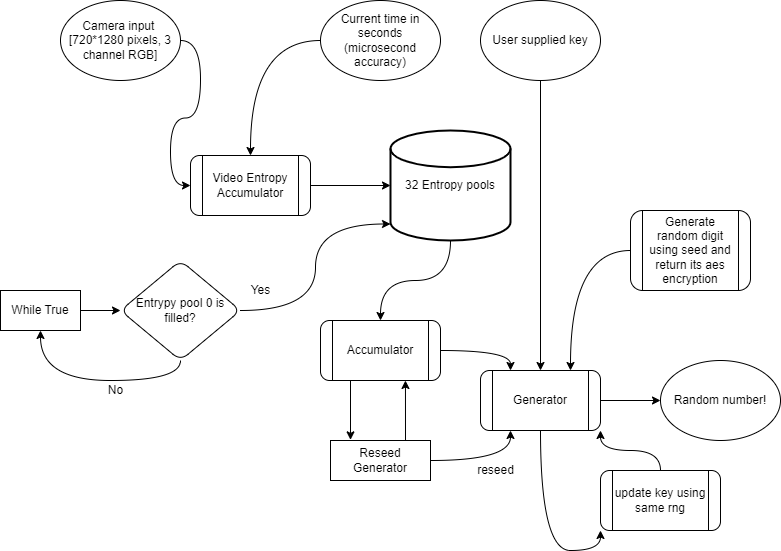 Camera input
[720*1280 pixels, 3
channel RGB]
Current time in
seconds
(microsecond
accuracy)
User supplied key
Video Entropy
Accumulator
32 Entropy pools
Generate
random digit
using seed and
return its aes
encryption
While True
Entrypy pool 0 is
filled?
Yes
No
Accumulator
Generator
Random number!
Reseed
Generator
reseed
update key using
same rng